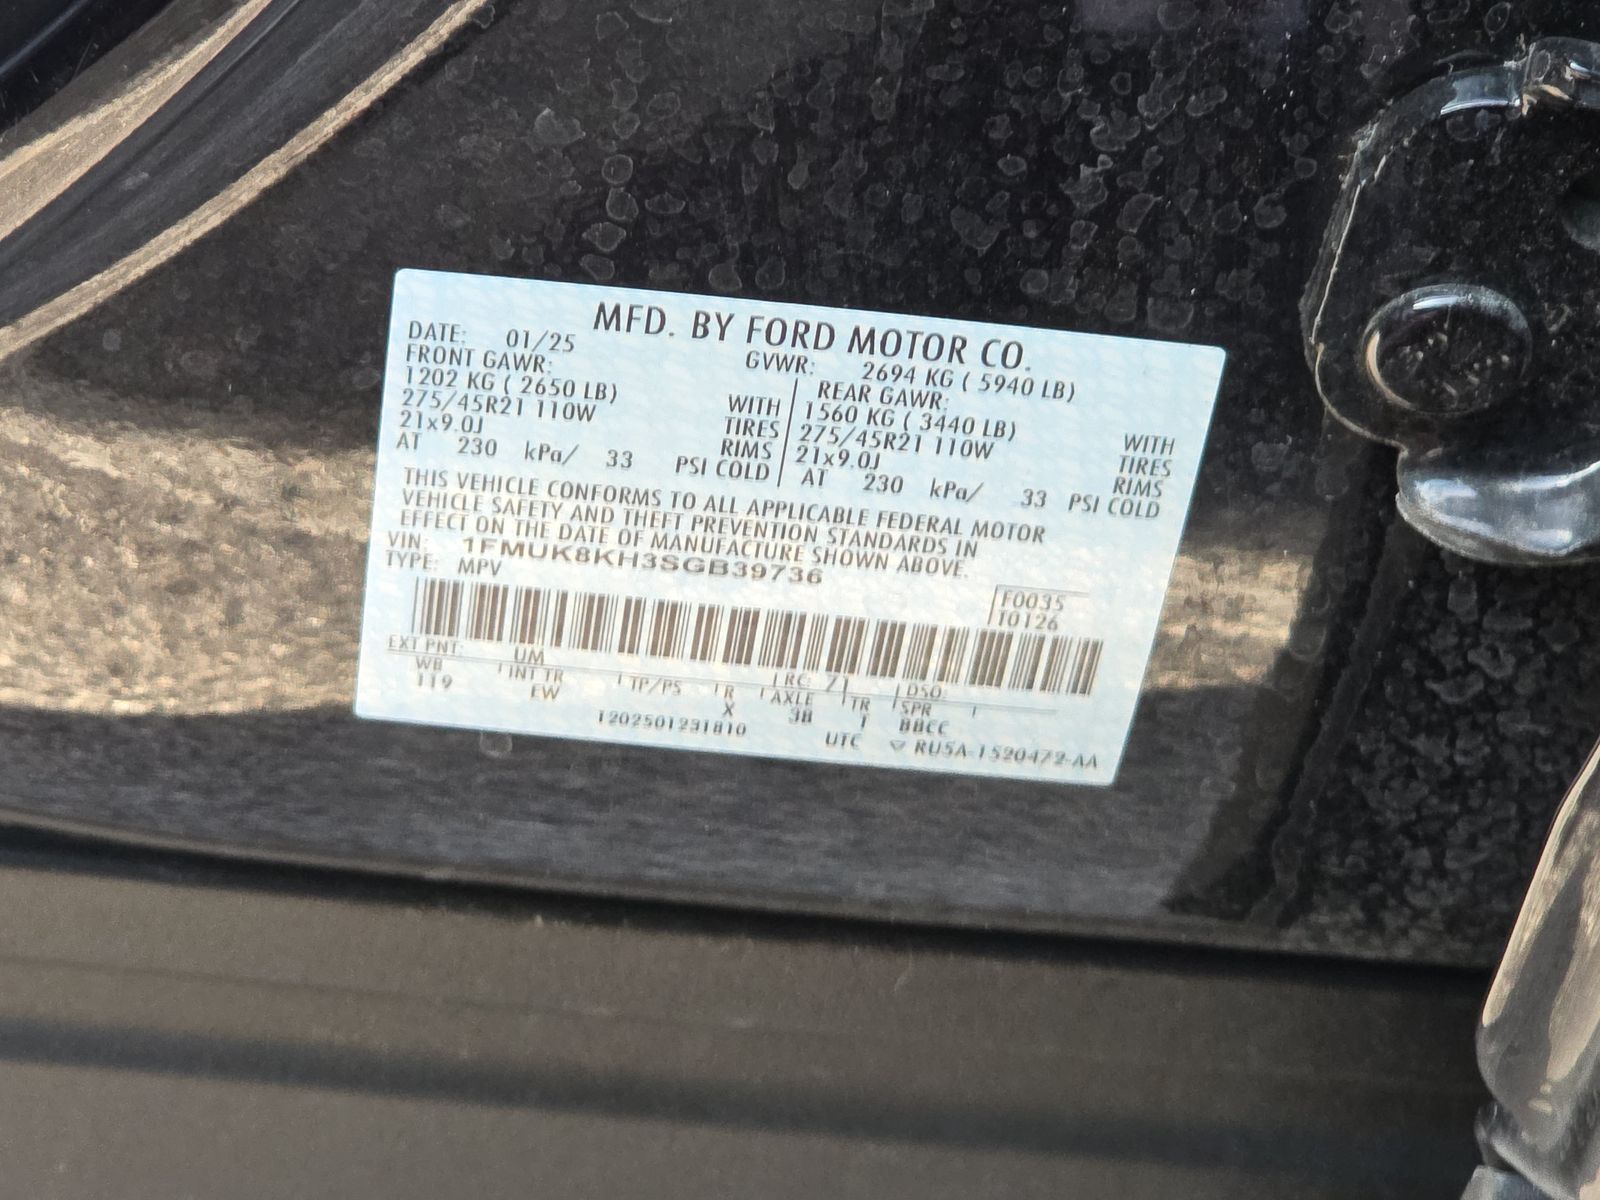 MFD. BY FORD MOTOR CO.
DATE: 01/25 GVWR: 2694 KG ( 5940 LB)
FRONT GAWR: REAR GAWR:
1202 KG ( 2650 LB) WITH 1560 KG ( 3440 LB) WITH
275/45R21 110W TIRES 275/45R21 110W TIRES
21x9.0J RIMS 21x9.0J RIMS
AT 230 kPa/ 33 PSI COLD AT 230 kPa/ 33 PSI COLD
THIS VEHICLE CONFORMS TO ALL APPLICABLE FEDERAL MOTOR
VEHICLE SAFETY AND THEFT PREVENTION STANDARDS IN
EFFECT ON THE DATE OF MANUFACTURE SHOWN ABOVE.
VIN: 1FMUK8KH3SGB39736
TYPE: MPV
F0035
T0126
EXT PNT: UM RC: 71 DSO:
WB INT TR TP/PS R AXLE TR SPR
119 EW X 3B 1 BBCC
1202501231810
UTC RU5A-1520472-AA